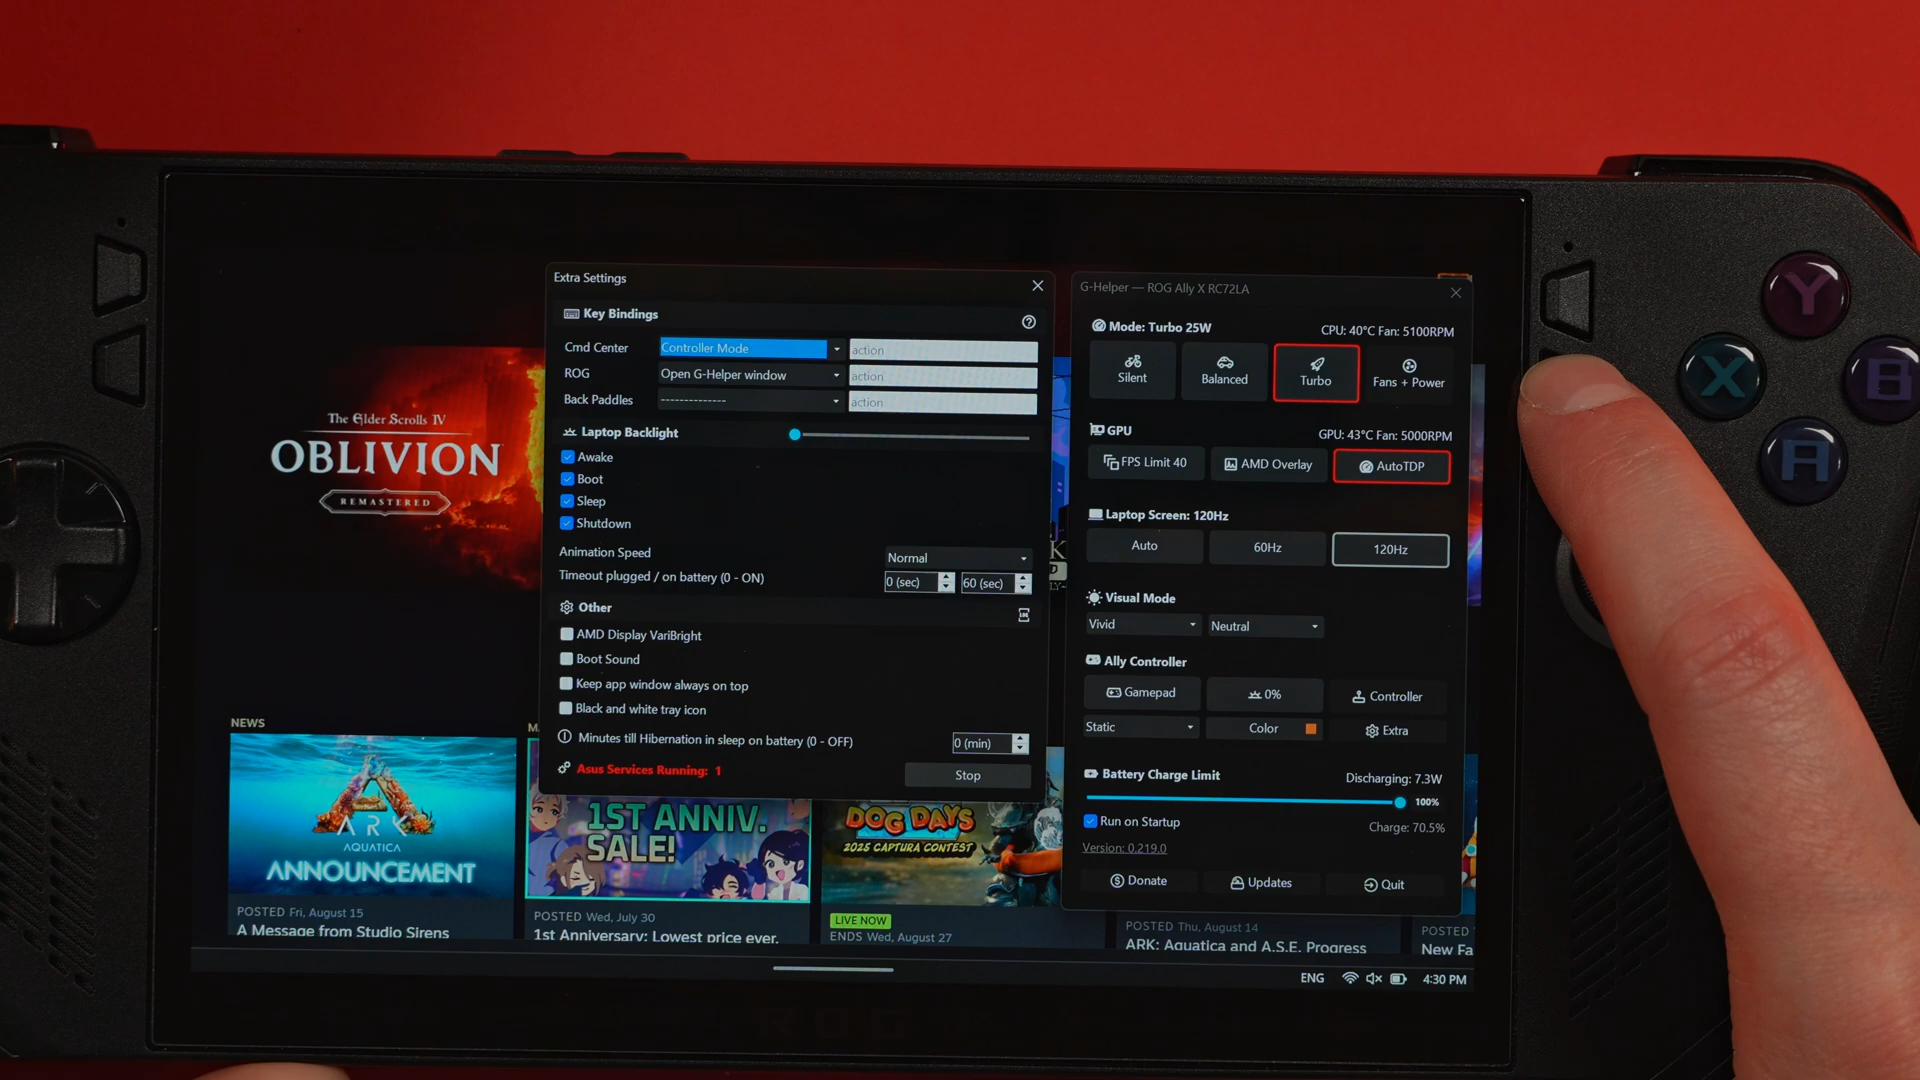 The Elder Scrolls IV
OBLIVION
REMASTERED
Extra Settings
Key Bindings
Cmd Center
Controller Mode
action
ROG
Open G-Helper window
action
Back Paddles
--------------
action
Laptop Backlight
Awake
Boot
Sleep
Shutdown
Animation Speed
Normal
Timeout plugged / on battery (0 - ON)
0 (sec)
60 (sec)
Other
AMD Display VariBright
Boot Sound
Keep app window always on top
Black and white tray icon
Minutes till Hibernation in sleep on battery (0 - OFF)
0 (min)
Asus Services Running: 1
Stop
G-Helper — ROG Ally X RC72LA
Mode: Turbo 25W
CPU: 40°C Fan: 5100RPM
Silent
Balanced
Turbo
Fans + Power
GPU
GPU: 43°C Fan: 5000RPM
FPS Limit 40
AMD Overlay
AutoTDP
Laptop Screen: 120Hz
Auto
60Hz
120Hz
Visual Mode
Vivid
Neutral
Ally Controller
Gamepad
0%
Controller
Static
Color
Extra
Battery Charge Limit
Discharging: 7.3W
100%
Run on Startup
Charge: 70.5%
Version: 0.219.0
Donate
Updates
Quit
NEWS
ARK
AQUATICA
ANNOUNCEMENT
POSTED Fri, August 15
A Message from Studio Sirens
1ST ANNIV.
SALE!
POSTED Wed, July 30
1st Anniversary: Lowest price ever.
DOG DAYS
2025 CAPTURA CONTEST
LIVE NOW
ENDS Wed, August 27
POSTED Thu, August 14
ARK: Aquatica and A.S.E. Progress
POSTED
New Fa
ENG
4:30 PM
ROG
Y
X
B
A